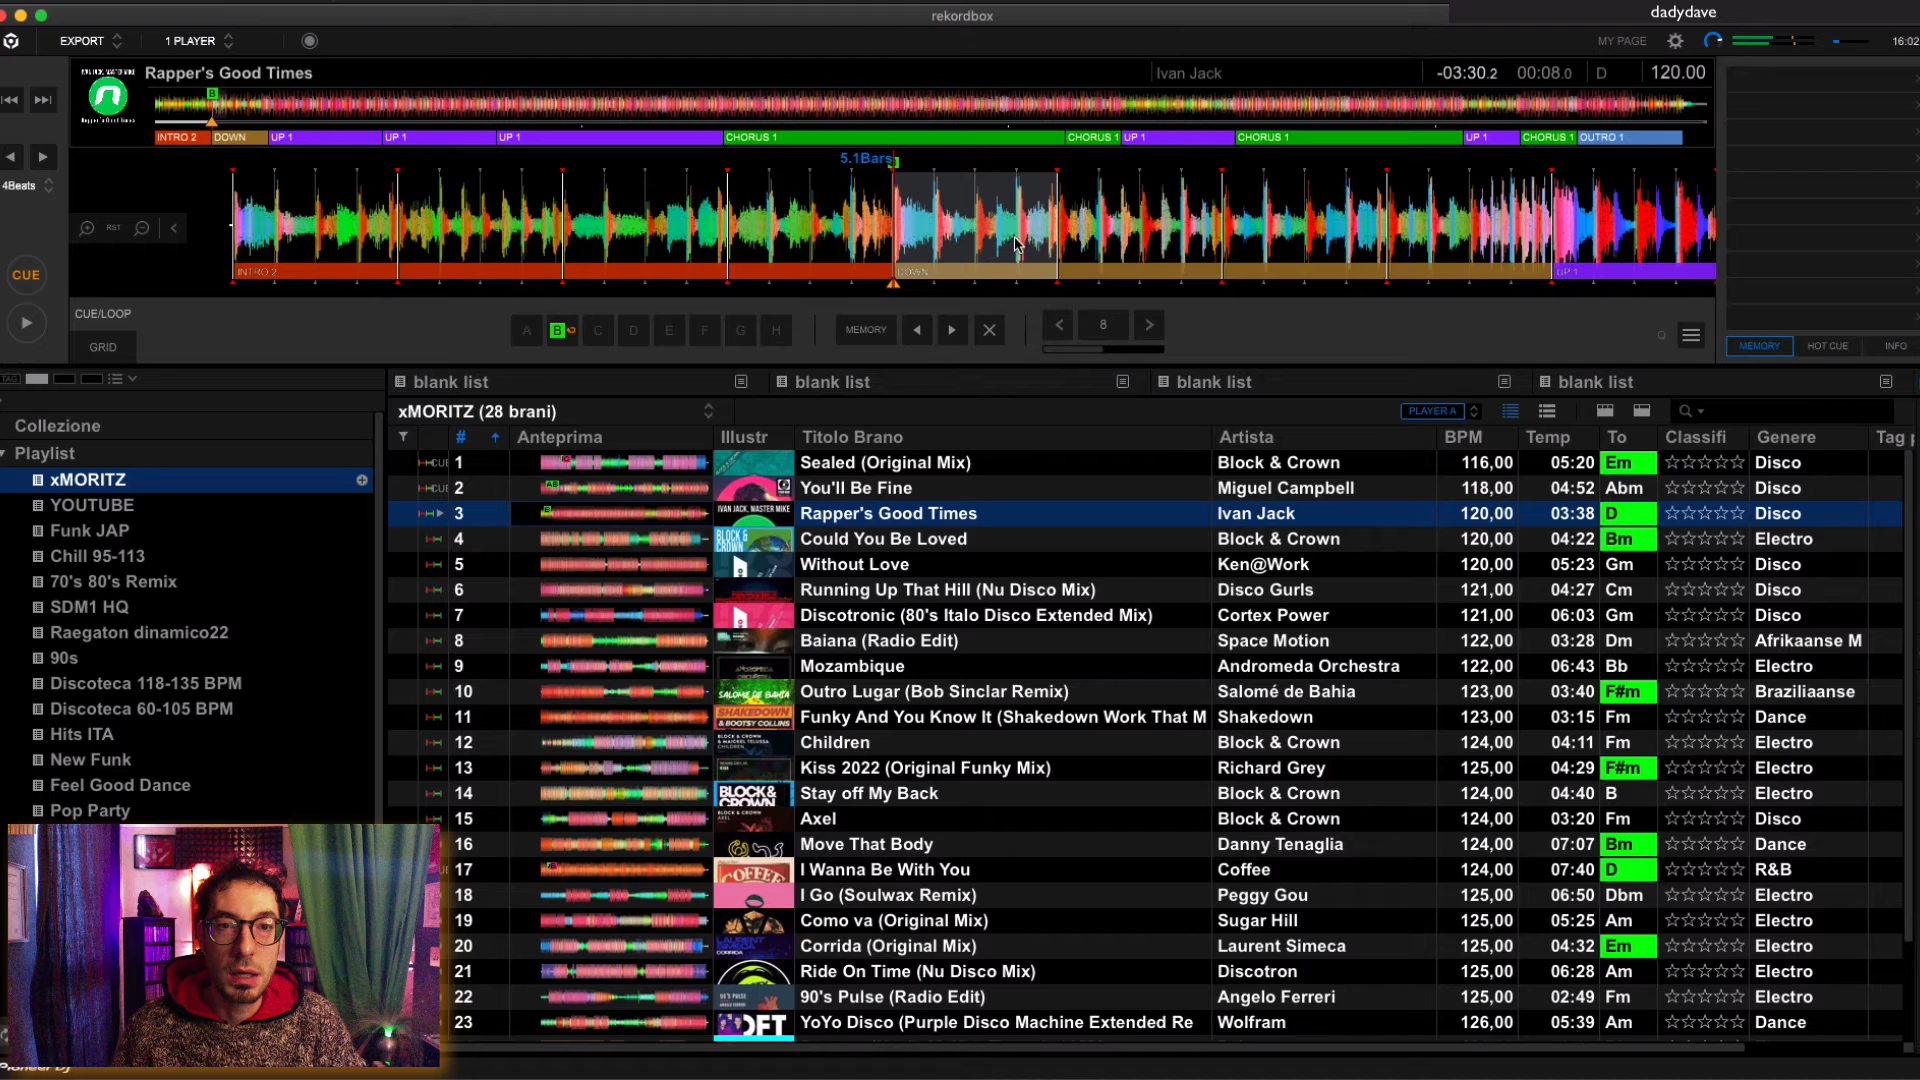 rekordbox
dadydave
EXPORT
1 PLAYER
MY PAGE
16:02
Rapper's Good Times
Ivan Jack
-03:30.2
00:08.0
D
120.00
Rapper's Good Times
B
INTRO 2
DOWN
UP 1
UP 1
UP 1
CHORUS 1
CHORUS 1
UP 1
CHORUS 1
UP 1
CHORUS 1
OUTRO 1
5.1Bars
4Beats
RST
INTRO 2
DOWN
UP 1
CUE
CUE/LOOP
GRID
A
B
C
D
E
F
G
H
MEMORY
8
MEMORY
HOT CUE
INFO
TAG
blank list
blank list
blank list
blank list
Collezione
Playlist
xMORITZ
YOUTUBE
Funk JAP
Chill 95-113
70's 80's Remix
SDM1 HQ
Raegaton dinamico22
90s
Discoteca 118-135 BPM
Discoteca 60-105 BPM
Hits ITA
New Funk
Feel Good Dance
Pop Party
xMORITZ (28 brani)
PLAYER A
# Anteprima Illustr Titolo Brano Artista BPM Temp To Classifi Genere Tag p
1 Sealed (Original Mix) Block & Crown 116,00 05:20 Em Disco
2 You'll Be Fine Miguel Campbell 118,00 04:52 Abm Disco
3 Rapper's Good Times Ivan Jack 120,00 03:38 D Disco
4 Could You Be Loved Block & Crown 120,00 04:22 Bm Electro
5 Without Love Ken@Work 120,00 05:23 Gm Disco
6 Running Up That Hill (Nu Disco Mix) Disco Gurls 121,00 04:27 Cm Disco
7 Discotronic (80's Italo Disco Extended Mix) Cortex Power 121,00 06:03 Gm Disco
8 Baiana (Radio Edit) Space Motion 122,00 03:28 Dm Afrikaanse M
9 Mozambique Andromeda Orchestra 122,00 06:43 Bb Electro
10 Outro Lugar (Bob Sinclar Remix) Salomé de Bahia 123,00 03:40 F#m Braziliaanse
11 Funky And You Know It (Shakedown Work That M Shakedown 123,00 03:15 Fm Dance
12 Children Block & Crown 124,00 04:11 Fm Electro
13 Kiss 2022 (Original Funky Mix) Richard Grey 125,00 04:29 F#m Electro
14 Stay off My Back Block & Crown 124,00 04:40 B Electro
15 Axel Block & Crown 124,00 03:20 Fm Disco
16 Move That Body Danny Tenaglia 124,00 07:07 Bm Dance
17 I Wanna Be With You Coffee 124,00 07:40 D R&B
18 I Go (Soulwax Remix) Peggy Gou 125,00 06:50 Dbm Electro
19 Como va (Original Mix) Sugar Hill 125,00 05:25 Am Electro
20 Corrida (Original Mix) Laurent Simeca 125,00 04:32 Em Electro
21 Ride On Time (Nu Disco Mix) Discotron 125,00 06:28 Am Electro
22 90's Pulse (Radio Edit) Angelo Ferreri 125,00 02:49 Fm Electro
23 YoYo Disco (Purple Disco Machine Extended Re Wolfram 126,00 05:39 Am Dance